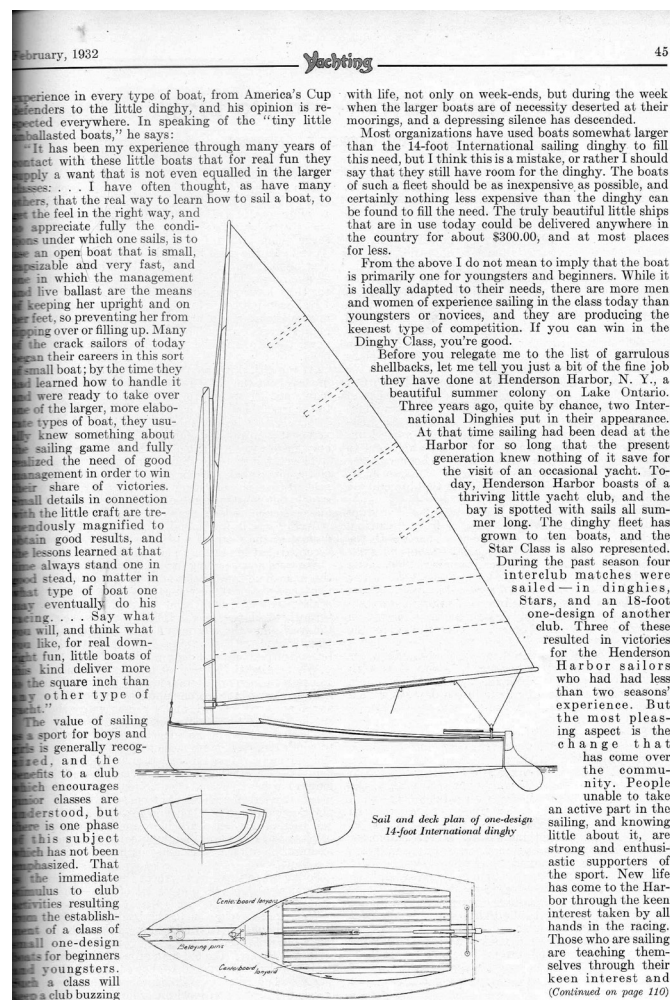 February, 1932
Yachting
45
experience in every type of boat, from America's Cup
defenders to the little dinghy, and his opinion is re-
spected everywhere. In speaking of the "tiny little
unballasted boats," he says:
"It has been my experience through many years of
contact with these little boats that for real fun they
supply a want that is not even equalled in the larger
classes: . . . I have often thought, as have many
others, that the real way to learn how to sail a boat, to
get the feel in the right way, and
to appreciate fully the condi-
tions under which one sails, is to
use an open boat that is small,
capsizable and very fast, and
one in which the management
and live ballast are the means
of keeping her upright and on
her feet, so preventing her from
tipping over or filling up. Many
of the crack sailors of today
began their careers in this sort
of small boat; by the time they
had learned how to handle it
and were ready to take over
one of the larger, more elabo-
rate types of boat, they usu-
ally knew something about
the sailing game and fully
realized the need of good
management in order to win
their share of victories.
Small details in connection
with the little craft are tre-
mendously magnified to
obtain good results, and
the lessons learned at that
time always stand one in
good stead, no matter in
what type of boat one
may eventually do his
racing. . . . Say what
you will, and think what
you like, for real down-
right fun, little boats of
this kind deliver more
to the square inch than
any other type of
yacht."
The value of sailing
as a sport for boys and
girls is generally recog-
nized, and the
benefits to a club
which encourages
junior classes are
understood, but
there is one phase
of this subject
which has not been
emphasized. That
is the immediate
stimulus to club
activities resulting
from the establish-
ment of a class of
small one-design
boats for beginners
and youngsters.
Such a class will
keep a club buzzing
with life, not only on week-ends, but during the week
when the larger boats are of necessity deserted at their
moorings, and a depressing silence has descended.
Most organizations have used boats somewhat larger
than the 14-foot International sailing dinghy to fill
this need, but I think this is a mistake, or rather I should
say that they still have room for the dinghy. The boats
of such a fleet should be as inexpensive as possible, and
certainly nothing less expensive than the dinghy can
be found to fill the need. The truly beautiful little ships
that are in use today could be delivered anywhere in
the country for about $300.00, and at most places
for less.
From the above I do not mean to imply that the boat
is primarily one for youngsters and beginners. While it
is ideally adapted to their needs, there are more men
and women of experience sailing in the class today than
youngsters or novices, and they are producing the
keenest type of competition. If you can win in the
Dinghy Class, you're good.
Before you relegate me to the list of garrulous
shellbacks, let me tell you just a bit of the fine job
they have done at Henderson Harbor, N. Y., a
beautiful summer colony on Lake Ontario.
Three years ago, quite by chance, two Inter-
national Dinghies put in their appearance.
At that time sailing had been dead at the
Harbor for so long that the present
generation knew nothing of it save for
the visit of an occasional yacht. To-
day, Henderson Harbor boasts of a
thriving little yacht club, and the
bay is spotted with sails all sum-
mer long. The dinghy fleet has
grown to ten boats, and the
Star Class is also represented.
During the past season four
interclub matches were
sailed—in dinghies,
Stars, and an 18-foot
one-design of another
club. Three of these
resulted in victories
for the Henderson
Harbor sailors
who had had less
than two seasons'
experience. But
the most pleas-
ing aspect is the
change that
has come over
the commu-
nity. People
unable to take
an active part in the
sailing, and knowing
little about it, are
strong and enthusi-
astic supporters of
the sport. New life
has come to the Har-
bor through the keen
interest taken by all
hands in the racing.
Those who are sailing
are teaching them-
selves through their
keen interest and
(Continued on page 110)
Sail and deck plan of one-design
14-foot International dinghy
Centerboard lanyard
Belaying pins
Centerboard
lanyard